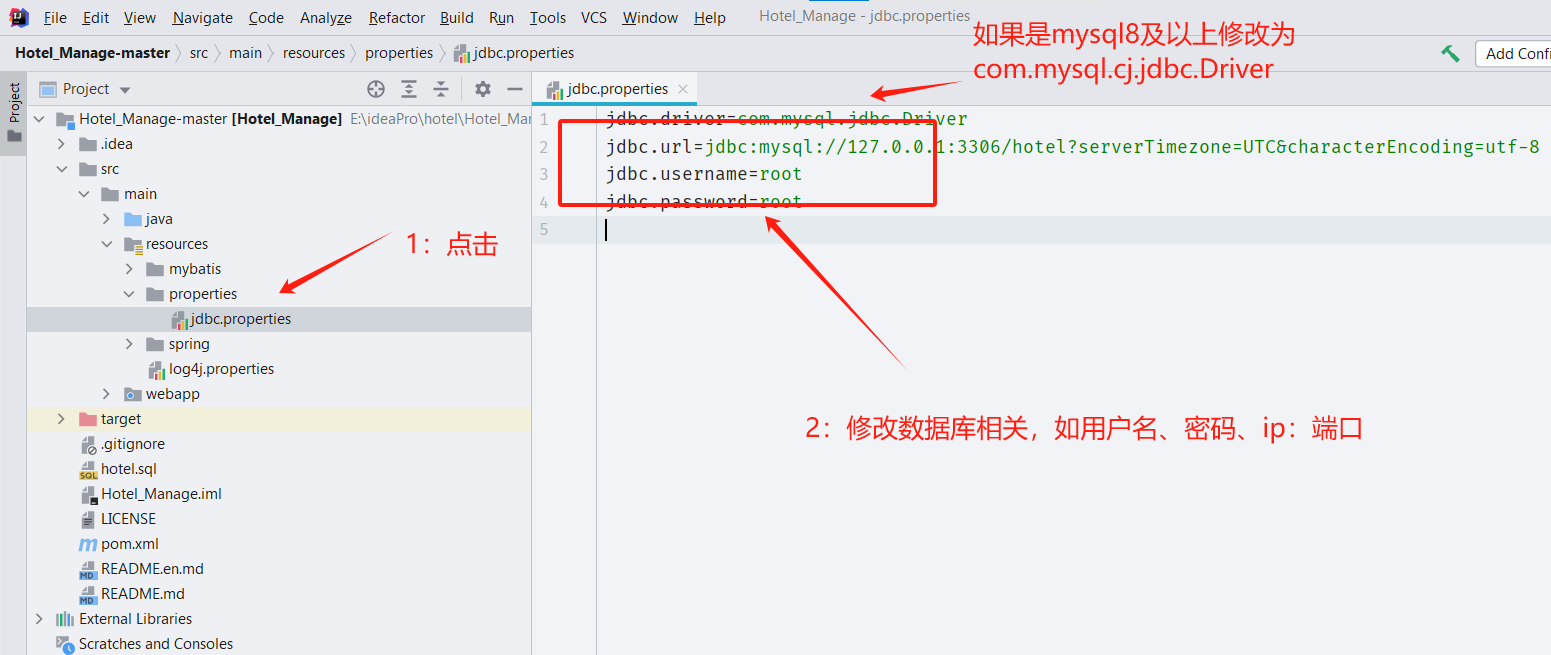 File Edit View Navigate Code Analyze Refactor Build Run Tools VCS Window Help Hotel_Manage - jdbc.properties
Hotel_Manage-master src main resources properties jdbc.properties
如果是mysql8及以上修改为
com.mysql.cj.jdbc.Driver
Add Confi
Project
Project
jdbc.properties
Hotel_Manage-master [Hotel_Manage] E:\ideaPro\hotel\Hotel_Mar
.idea
src
main
java
resources
mybatis
properties
jdbc.properties
spring
log4j.properties
webapp
target
.gitignore
hotel.sql
Hotel_Manage.iml
LICENSE
pom.xml
README.en.md
README.md
External Libraries
Scratches and Consoles
1：点击
1 jdbc.driver=com.mysql.jdbc.Driver
2 jdbc.url=jdbc:mysql://127.0.0.1:3306/hotel?serverTimezone=UTC&characterEncoding=utf-8
3 jdbc.username=root
4 jdbc.password=root
5
2：修改数据库相关，如用户名、密码、ip：端口